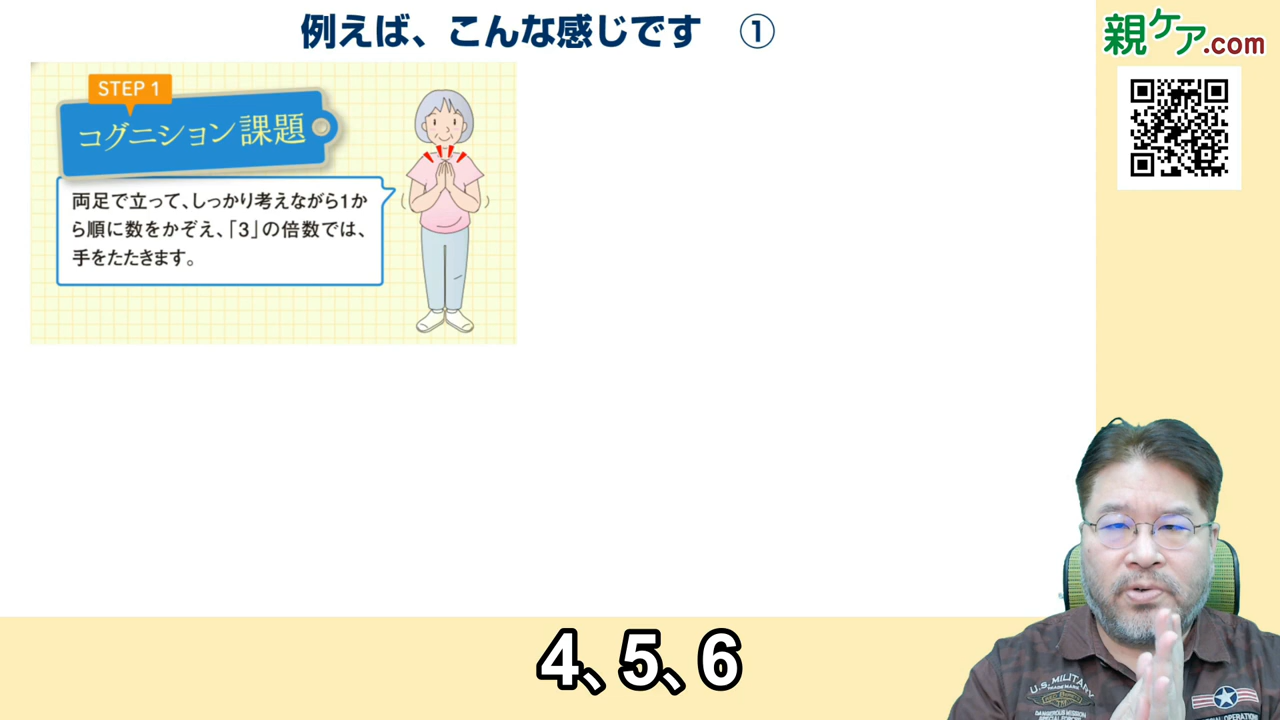 例えば、こんな感じです ①
親ケア.com
STEP 1
コグニション課題
両足で立って、しっかり考えながら1か
ら順に数をかぞえ、「3」の倍数では、
手をたたきます。
4、5、6
U.S. MILITARY